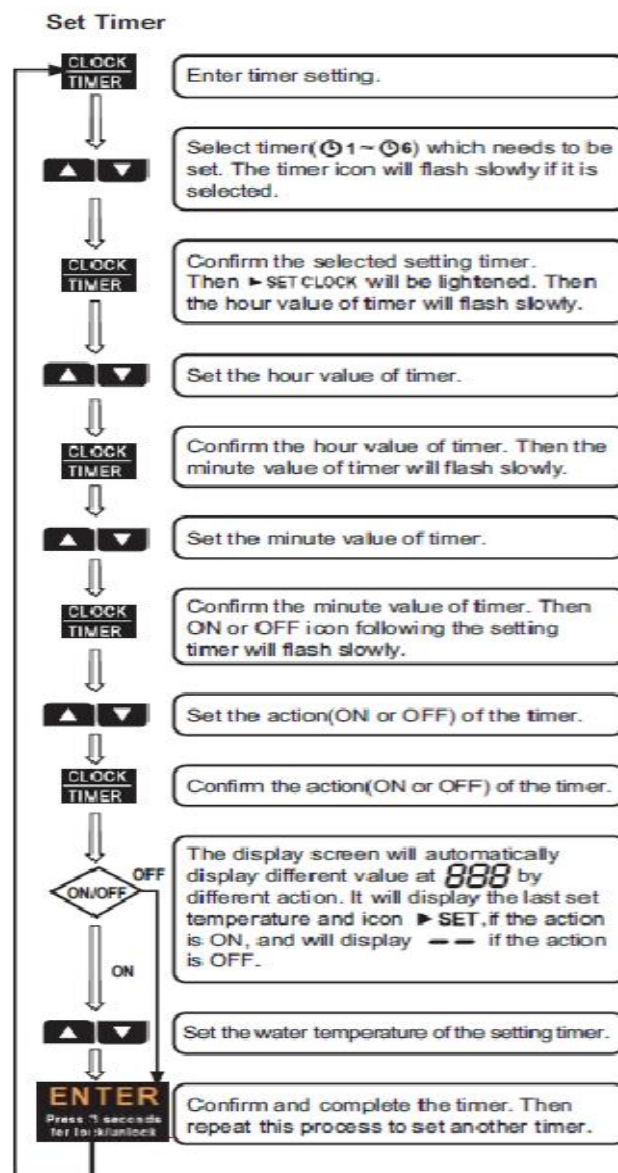 Set Timer
CLOCK
TIMER
Enter timer setting.
▲ ▼
Select timer(🕒1~🕒6) which needs to be
set. The timer icon will flash slowly if it is
selected.
CLOCK
TIMER
Confirm the selected setting timer.
Then ►SET CLOCK will be lightened. Then
the hour value of timer will flash slowly.
▲ ▼
Set the hour value of timer.
CLOCK
TIMER
Confirm the hour value of timer. Then the
minute value of timer will flash slowly.
▲ ▼
Set the minute value of timer.
CLOCK
TIMER
Confirm the minute value of timer. Then
ON or OFF icon following the setting
timer will flash slowly.
▲ ▼
Set the action(ON or OFF) of the timer.
CLOCK
TIMER
Confirm the action(ON or OFF) of the timer.
ON/OFF
OFF
The display screen will automatically
display different value at 888 by
different action. It will display the last set
temperature and icon ►SET,if the action
is ON, and will display -- if the action
is OFF.
ON
▲ ▼
Set the water temperature of the setting timer.
ENTER
Press 3 seconds
for lock/unlock
Confirm and complete the timer. Then
repeat this process to set another timer.